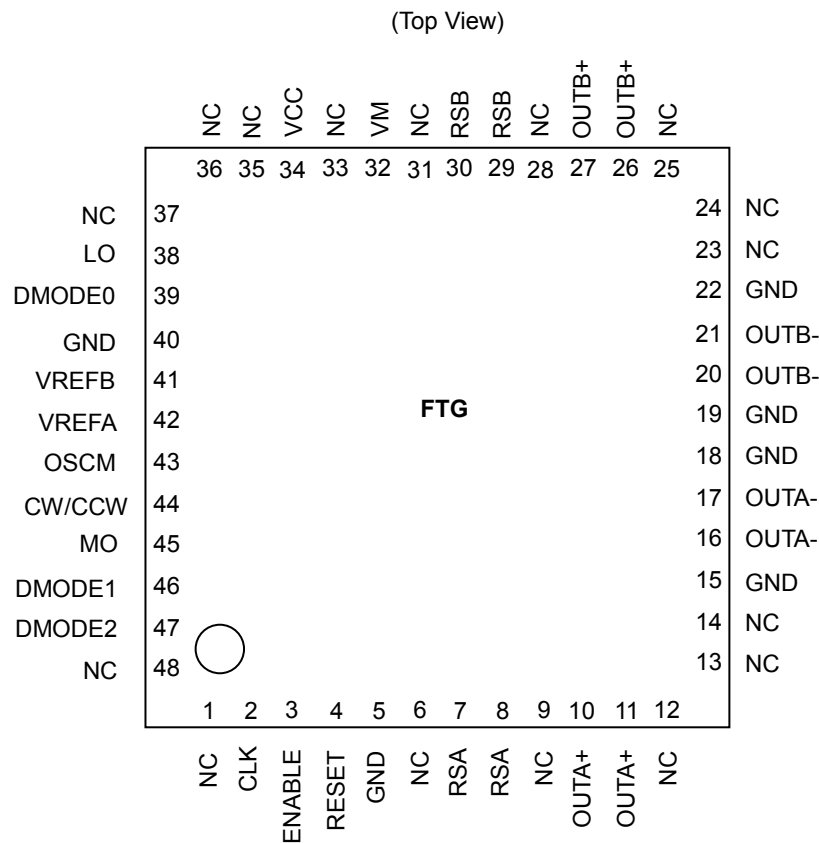 (Top View)
NC NC VCC NC VM NC RSB RSB NC OUTB+ OUTB+ NC
36 35 34 33 32 31 30 29 28 27 26 25
NC 37
LO 38
DMODE0 39
GND 40
VREFB 41
VREFA 42
OSCM 43
CW/CCW 44
MO 45
DMODE1 46
DMODE2 47
NC 48
FTG
24 NC
23 NC
22 GND
21 OUTB-
20 OUTB-
19 GND
18 GND
17 OUTA-
16 OUTA-
15 GND
14 NC
13 NC
1 2 3 4 5 6 7 8 9 10 11 12
NC CLK ENABLE RESET GND NC RSA RSA NC OUTA+ OUTA+ NC